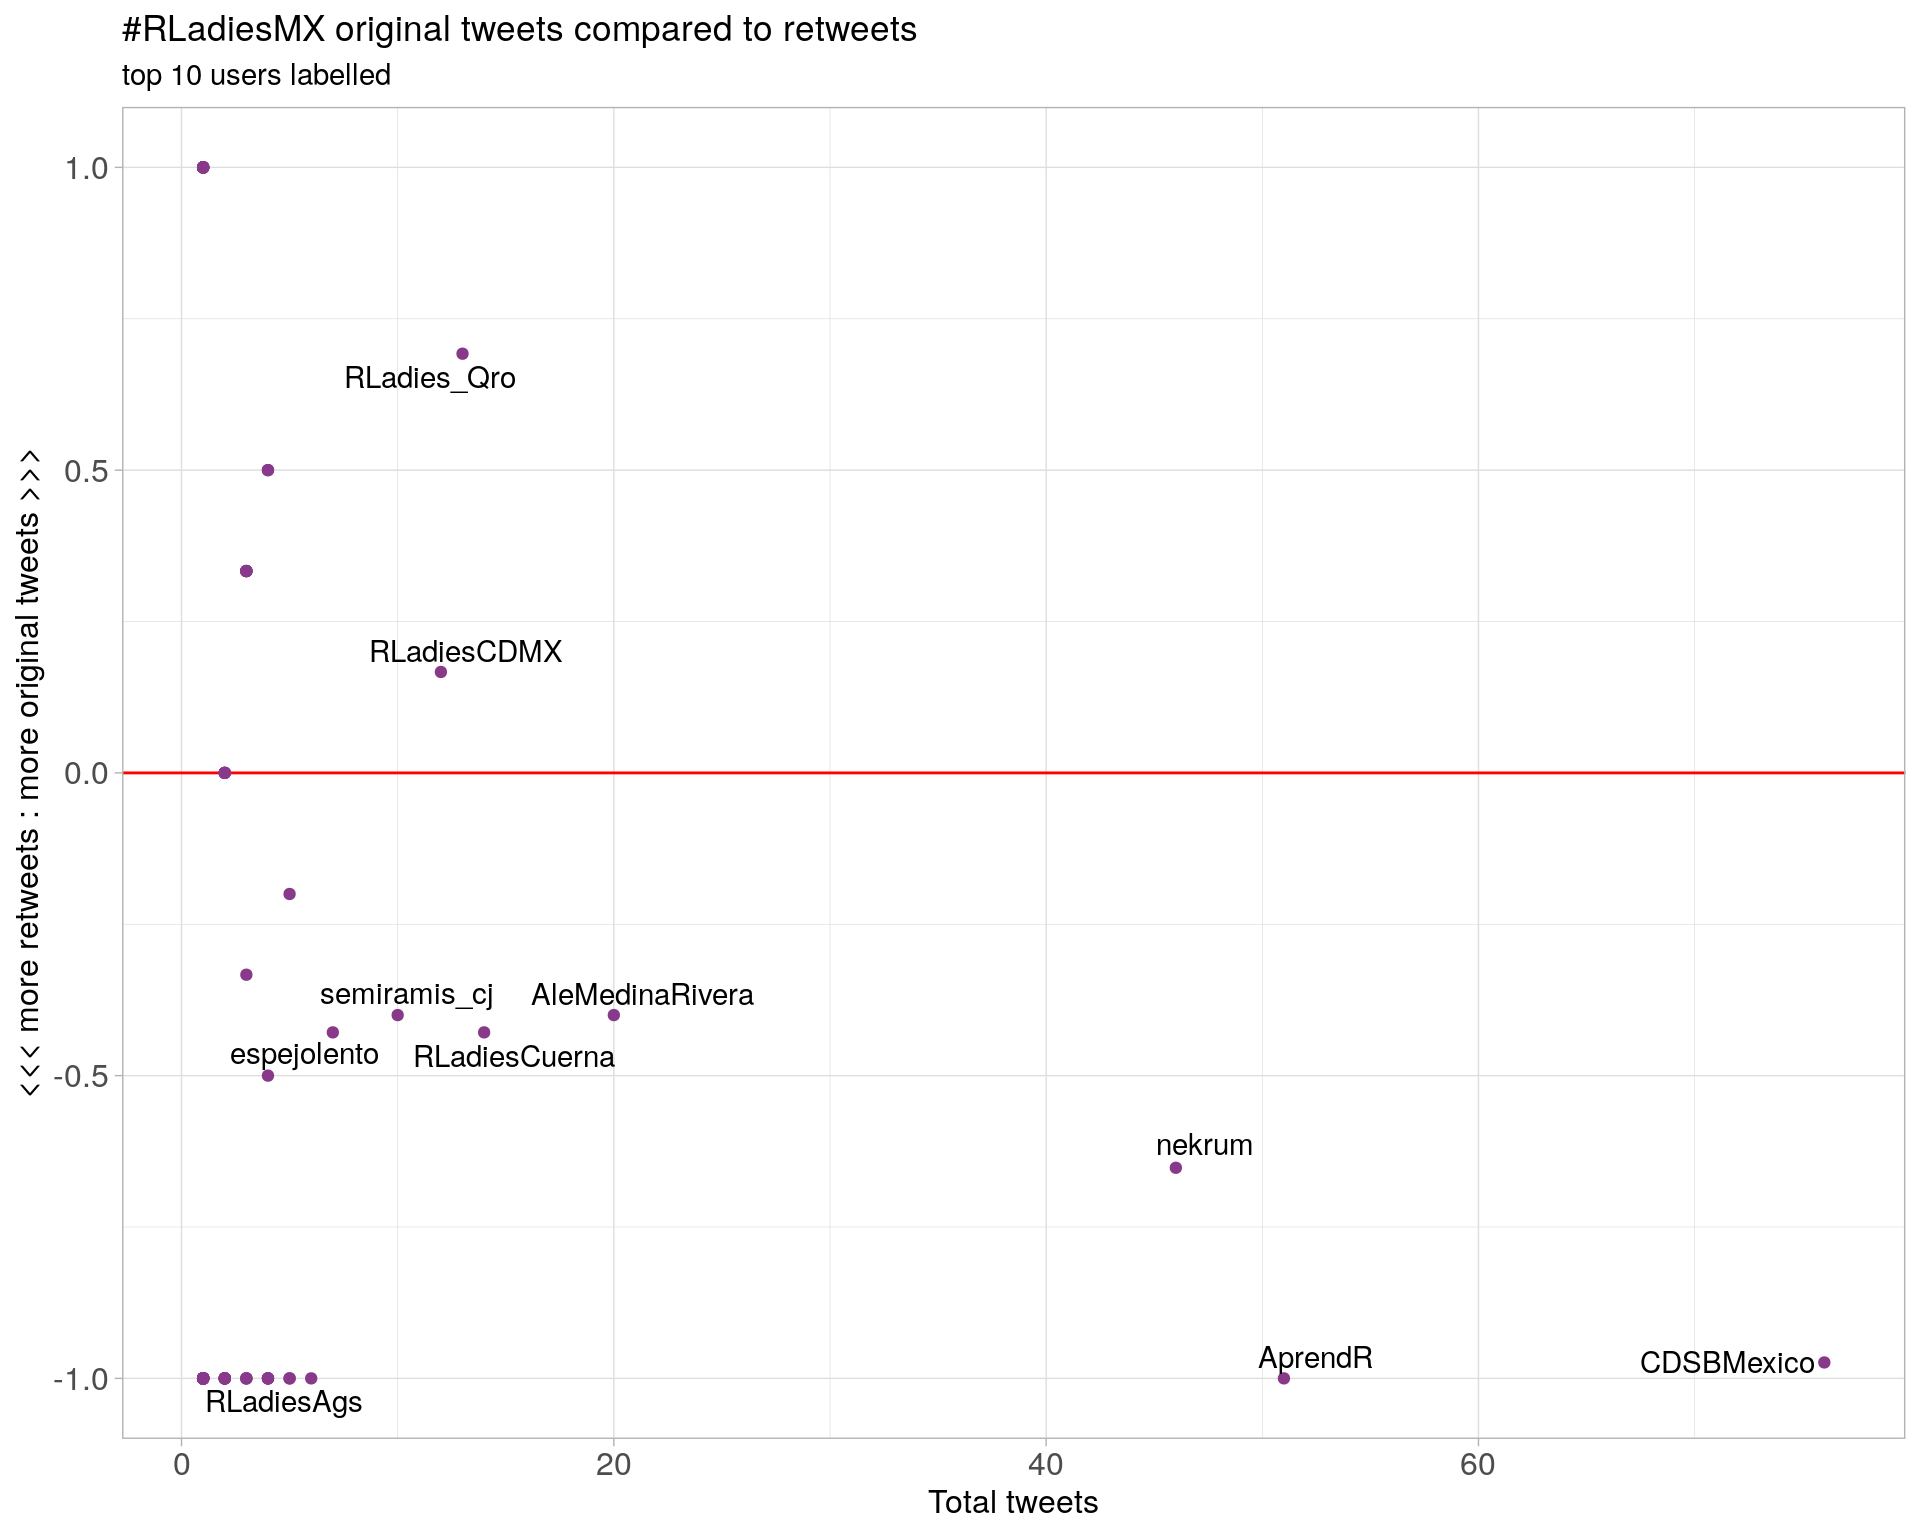 #RLadiesMX original tweets compared to retweets
top 10 users labelled
<<< more retweets : more original tweets >>>
1.0
0.5
0.0
-0.5
-1.0
RLadies_Qro
RLadiesCDMX
semiramis_cj
AleMedinaRivera
espejolento
RLadiesCuerna
nekrum
AprendR
CDSBMexico
RLadiesAgs
0
20
40
60
Total tweets